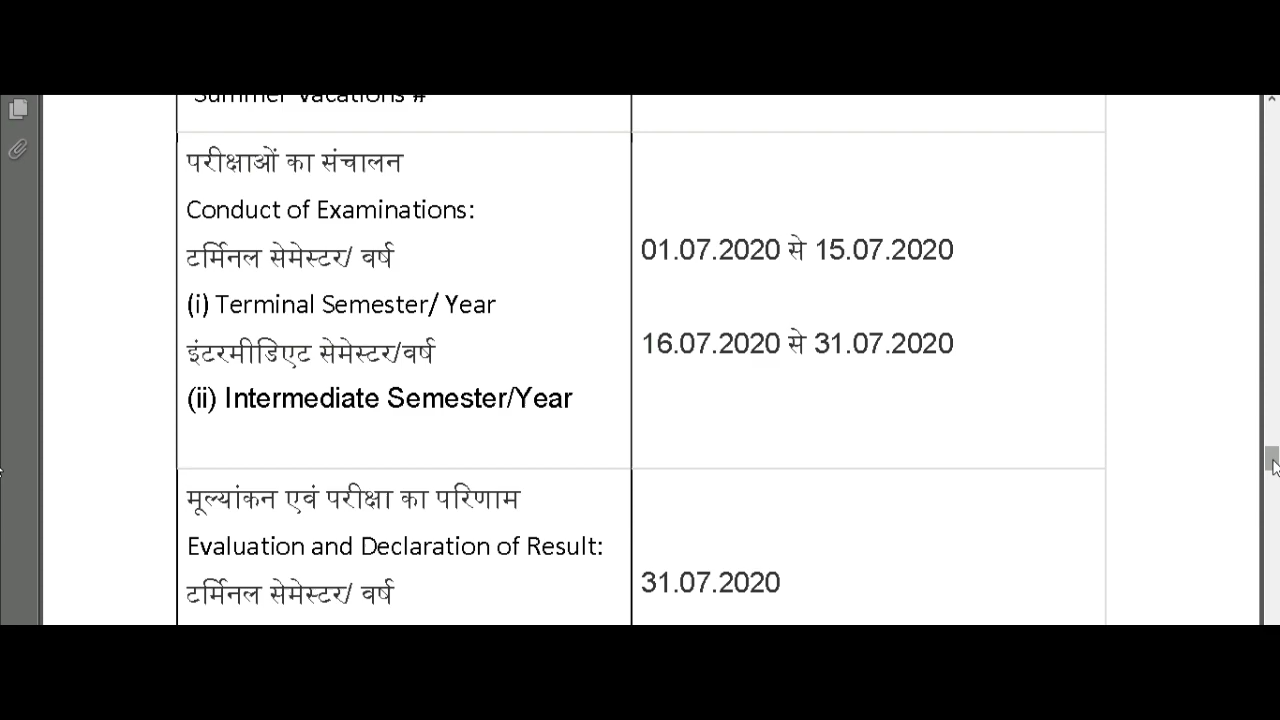 Summer Vacations #
परीक्षाओं का संचालन
Conduct of Examinations:
टर्मिनल सेमेस्टर/ वर्ष
01.07.2020 से 15.07.2020
(i) Terminal Semester/ Year
इंटरमीडिएट सेमेस्टर/वर्ष
16.07.2020 से 31.07.2020
(ii) Intermediate Semester/Year
मूल्यांकन एवं परीक्षा का परिणाम
Evaluation and Declaration of Result:
टर्मिनल सेमेस्टर/ वर्ष
31.07.2020